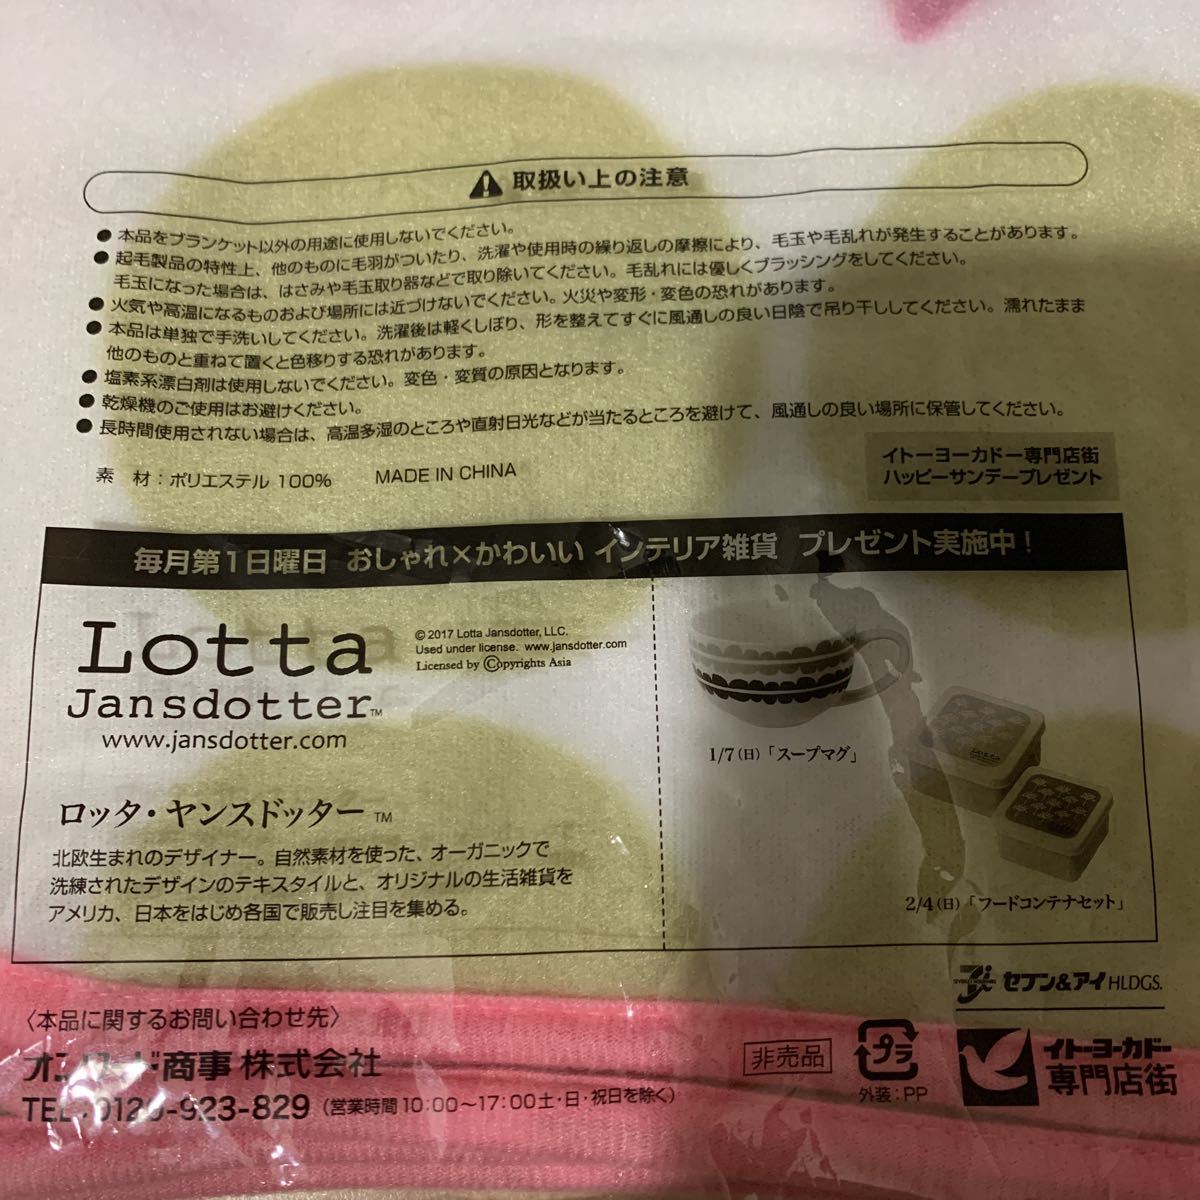 取扱い上の注意
● 本品をブランケット以外の用途に使用しないでください。
● 起毛製品の特性上、他のものに毛羽がついたり、洗濯や使用時の繰り返しの摩擦により、毛玉や毛乱れが発生することがあります。
毛玉になった場合は、はさみや毛玉取り器などで取り除いてください。毛乱れには優しくブラッシングをしてください。
● 火気や高温になるものおよび場所には近づけないでください。火災や変形・変色の恐れがあります。
● 本品は単独で手洗いしてください。洗濯後は軽くしぼり、形を整えてすぐに風通しの良い日陰で吊り干ししてください。濡れたまま
他のものと重ねて置くと色移りする恐れがあります。
● 塩素系漂白剤は使用しないでください。変色・変質の原因となります。
● 乾燥機のご使用はお避けください。
● 長時間使用されない場合は、高温多湿のところや直射日光などが当たるところを避けて、風通しの良い場所に保管してください。
素 材：ポリエステル 100% MADE IN CHINA
イトーヨーカドー専門店街
ハッピーサンデープレゼント
毎月第1日曜日 おしゃれ×かわいい インテリア雑貨 プレゼント実施中！
Lotta
Jansdotter™
www.jansdotter.com
© 2017 Lotta Jansdotter, LLC.
Used under license. www.jansdotter.com
Licensed by ©opyrights Asia
ロッタ・ヤンスドッター™
北欧生まれのデザイナー。自然素材を使った、オーガニックで
洗練されたデザインのテキスタイルと、オリジナルの生活雑貨を
アメリカ、日本をはじめ各国で販売し注目を集める。
1/7（日）「スープマグ」
2/4（日）「フードコンテナセット」
セブン&アイ HLDGS.
〈本品に関するお問い合わせ先〉
商事 株式会社
TEL:0120-923-829（営業時間10:00〜17:00土・日・祝日を除く）
非売品
プラ
外装：PP
イトーヨーカドー
専門店街